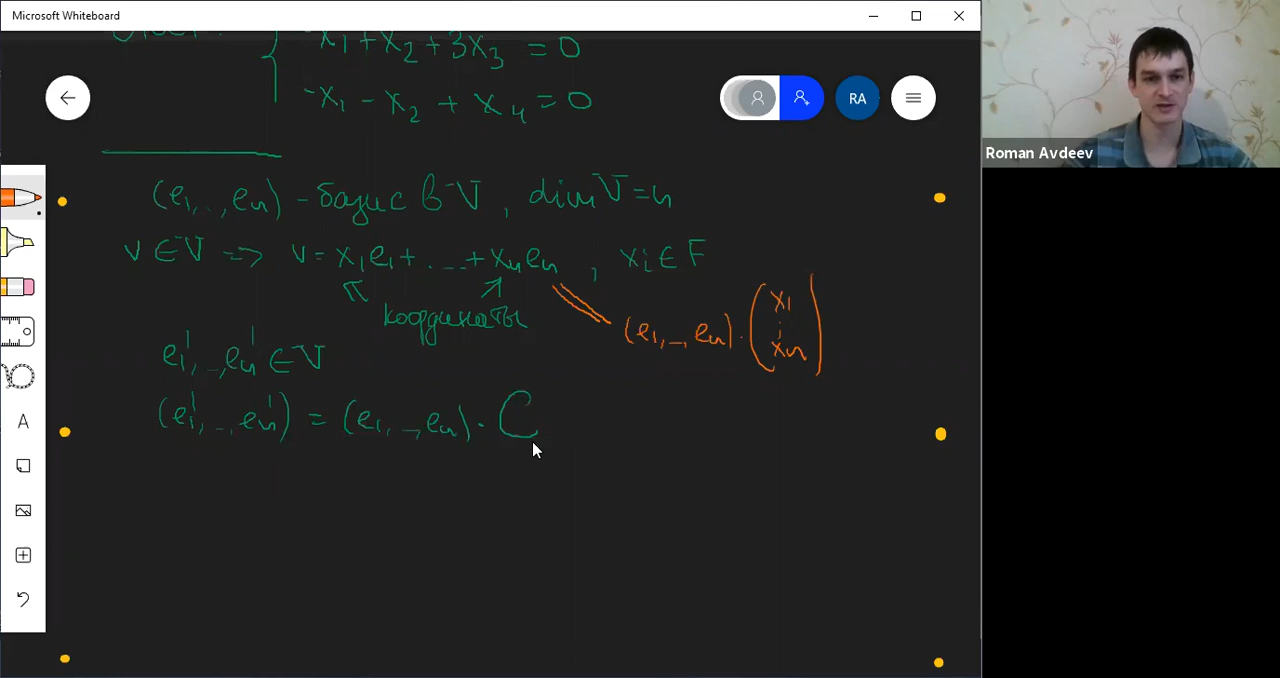 Microsoft Whiteboard
-x₁+x₂+3x₃ = 0
-x₁ - x₂ + x₄ = 0
RA
Roman Avdeev
(e₁,..,eₙ) - базис в V, dim V = n
v ∈ V => v = x₁e₁+....+xₙeₙ, xᵢ ∈ F
координаты
(e₁,..,eₙ) · (x₁ ⋮ xₙ)
e₁',..,eₙ' ∈ V
(e₁',..,eₙ') = (e₁,..,eₙ) · C
A